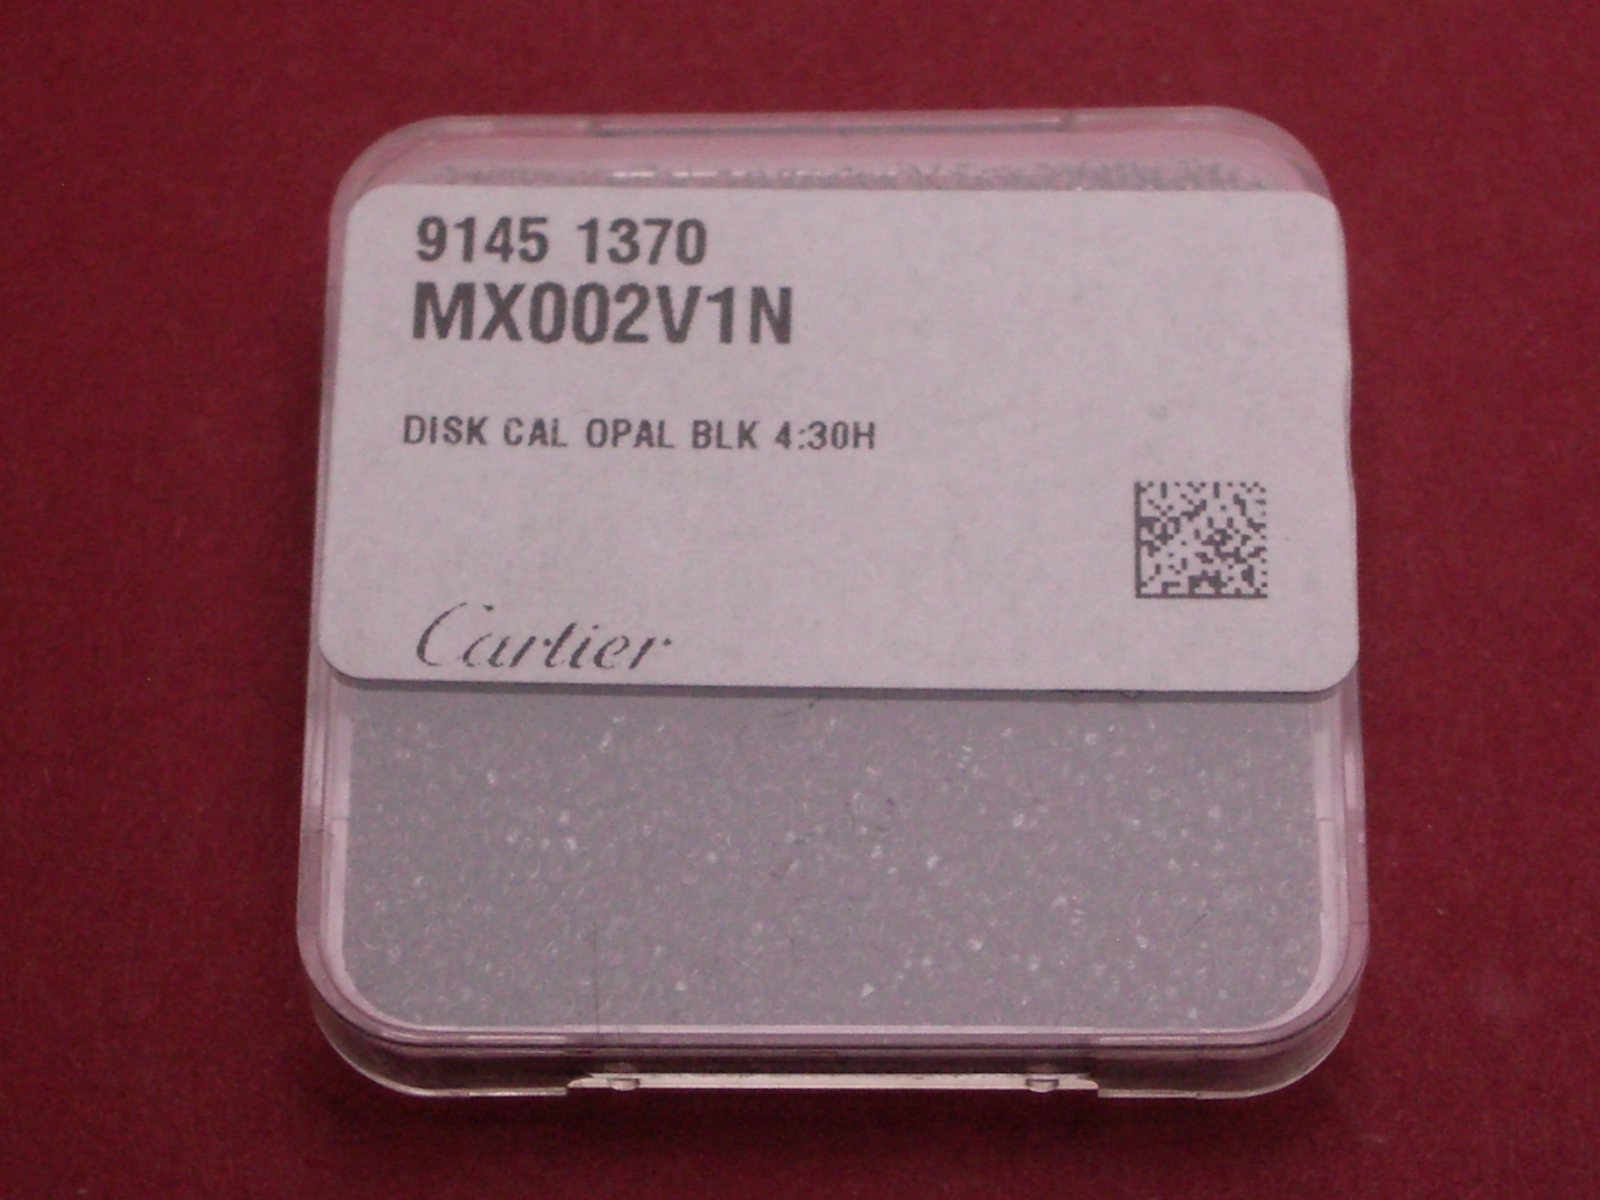 9145 1370
MX002V1N
DISK CAL OPAL BLK 4:30H
Cartier